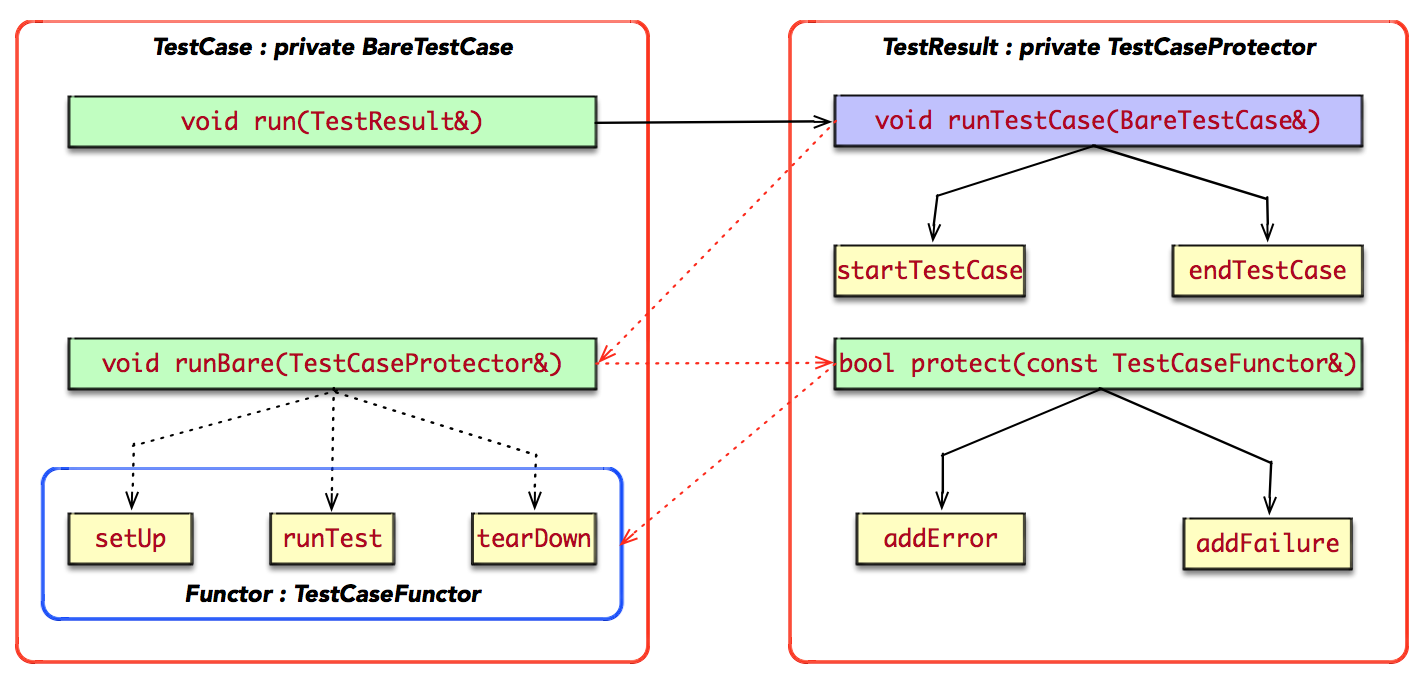 TestCase : private BareTestCase
void run(TestResult&)
void runBare(TestCaseProtector&)
setUp
runTest
tearDown
Functor : TestCaseFunctor
TestResult : private TestCaseProtector
void runTestCase(BareTestCase&)
startTestCase
endTestCase
bool protect(const TestCaseFunctor&)
addError
addFailure